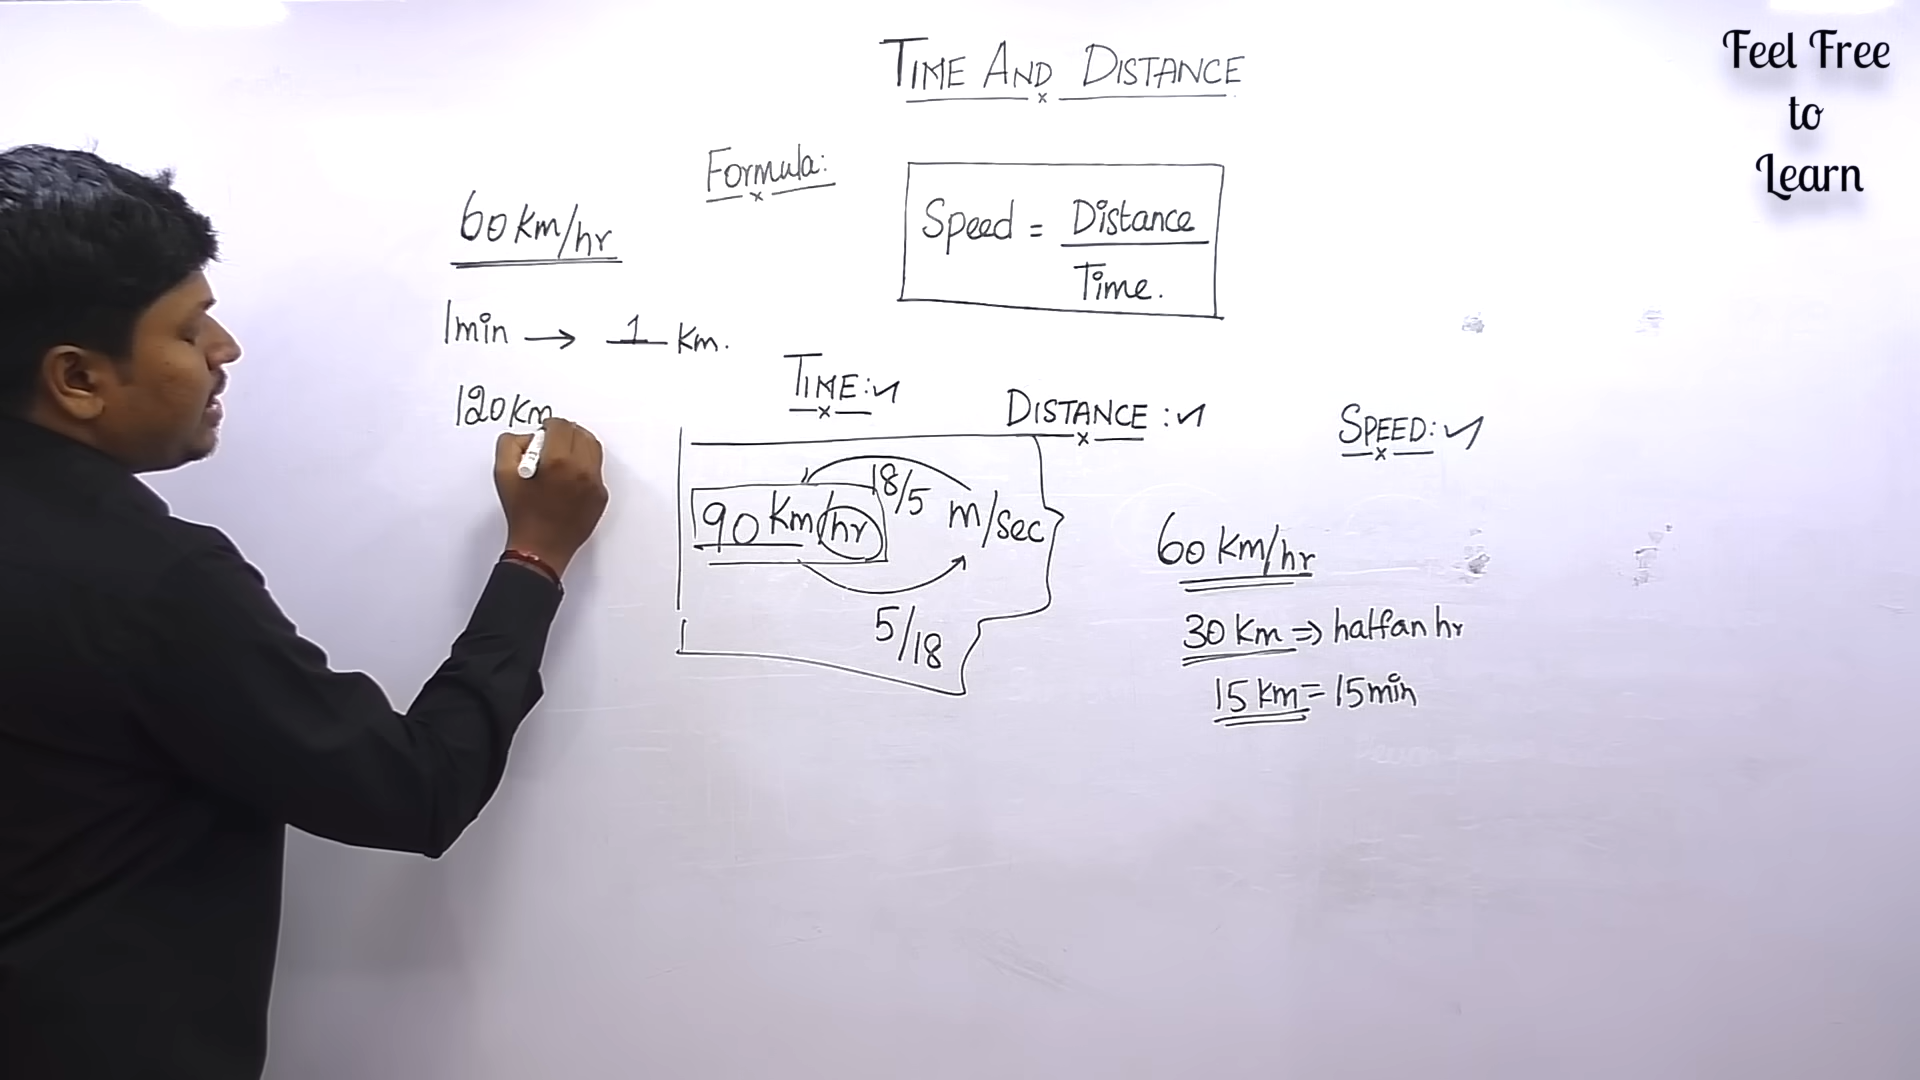 Feel Free
to
Learn
TIME AND DISTANCE
Formula:
Speed = Distance
Time.
60 km/hr
1min → 1 Km.
120 Km
TIME:
DISTANCE :
SPEED:
18/5
90 Km/hr m/sec
5/18
60 km/hr
30 Km ⇒ half an hr
15 km = 15 min